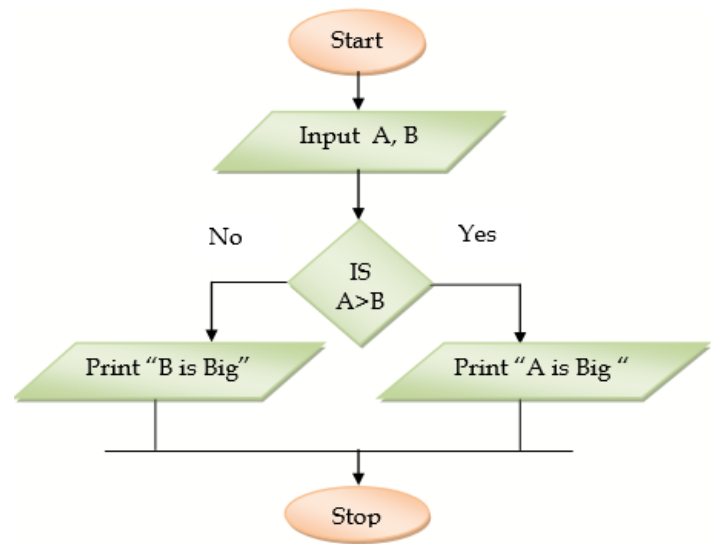 Start
Input A, B
No
Yes
IS
A>B
Print “B is Big”
Print “A is Big “
Stop